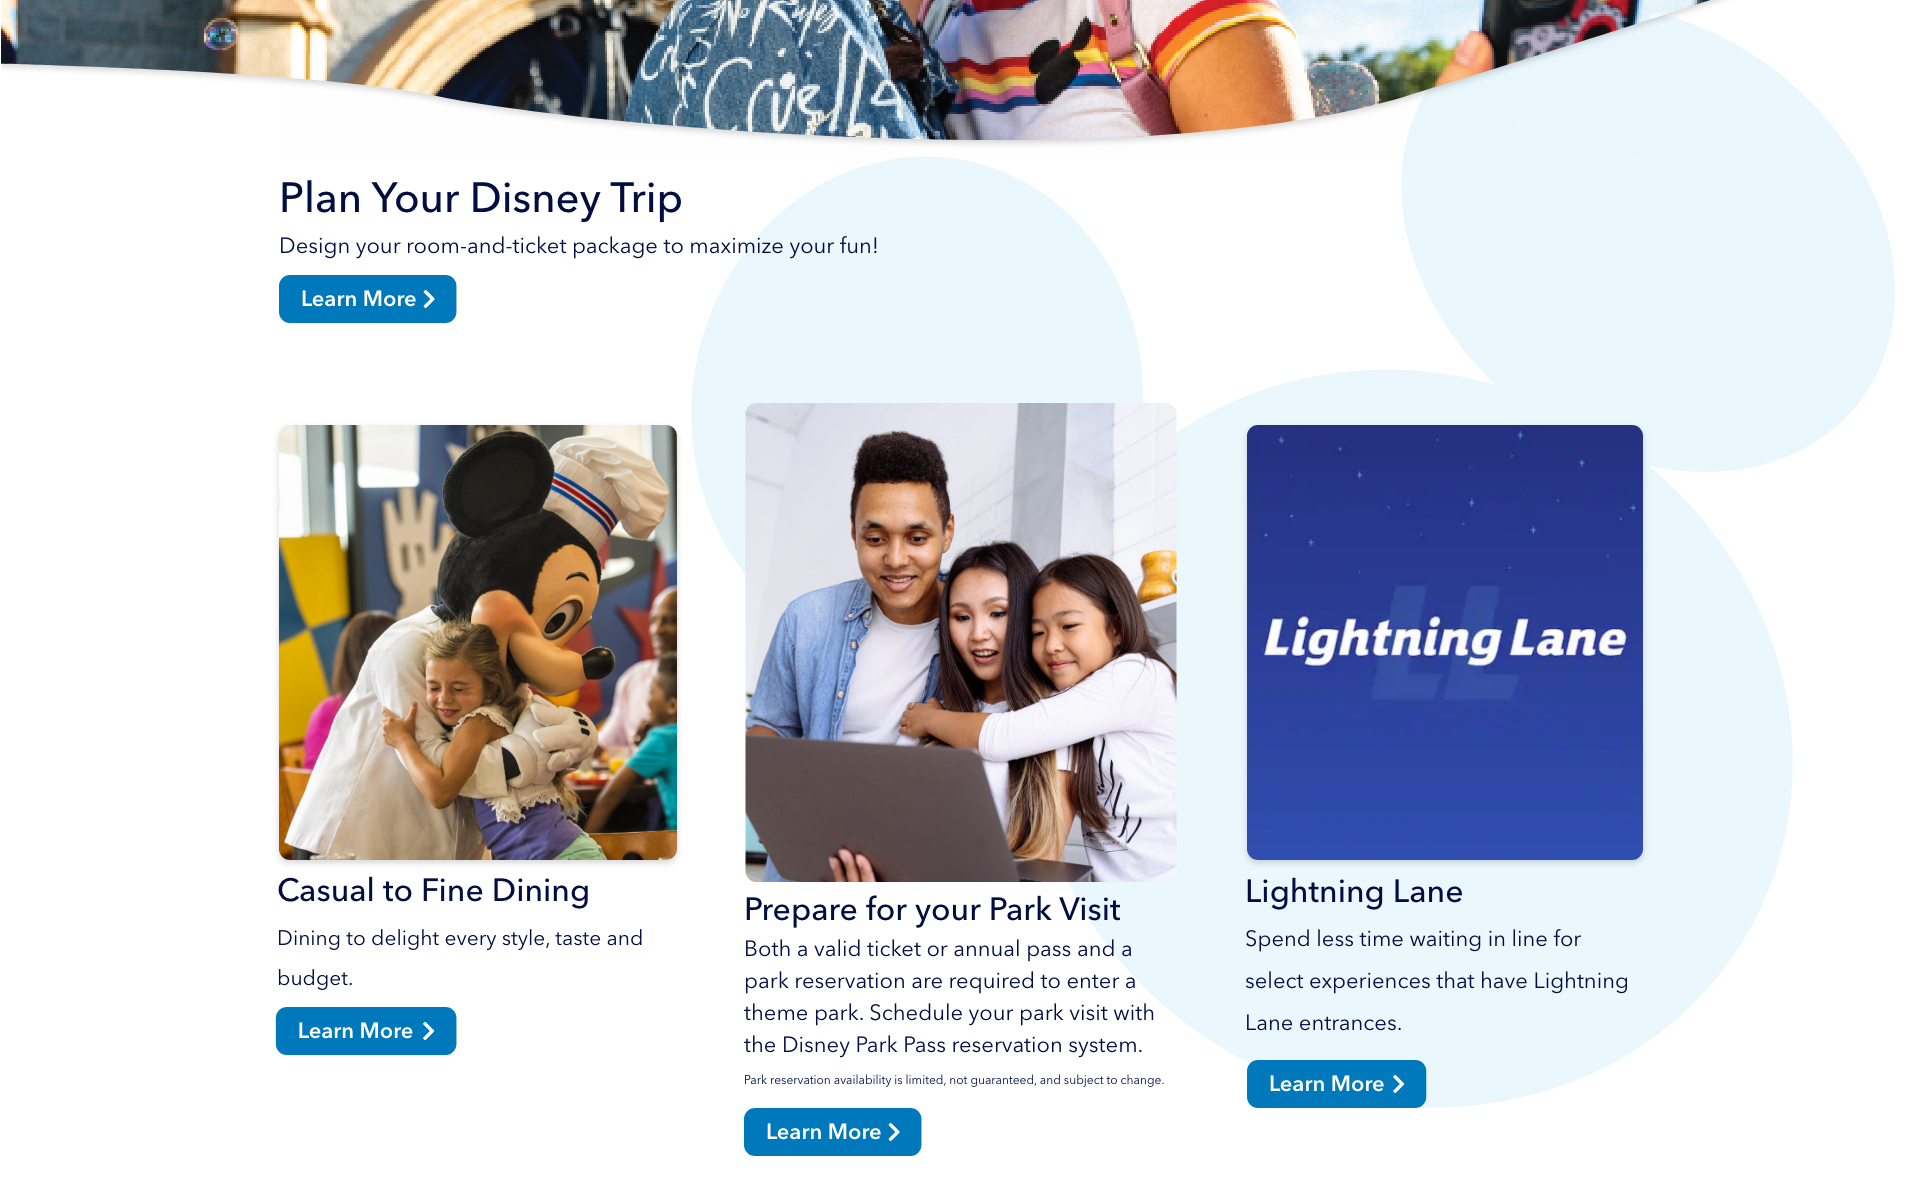 No Rules
Cruella
Plan Your Disney Trip
Design your room-and-ticket package to maximize your fun!
Learn More
Lightning Lane
Casual to Fine Dining
Dining to delight every style, taste and
budget.
Learn More
Prepare for your Park Visit
Both a valid ticket or annual pass and a
park reservation are required to enter a
theme park. Schedule your park visit with
the Disney Park Pass reservation system.
Park reservation availability is limited, not guaranteed, and subject to change.
Learn More
Lightning Lane
Spend less time waiting in line for
select experiences that have Lightning
Lane entrances.
Learn More